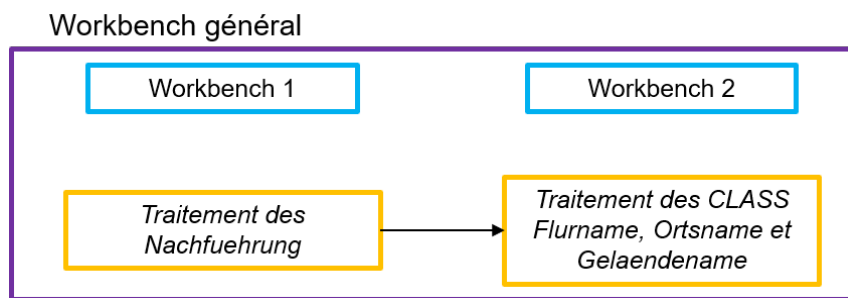 Workbench général
Workbench 1
Workbench 2
Traitement des
Nachfuehrung
Traitement des CLASS
Flurname, Ortsname et
Gelaendename